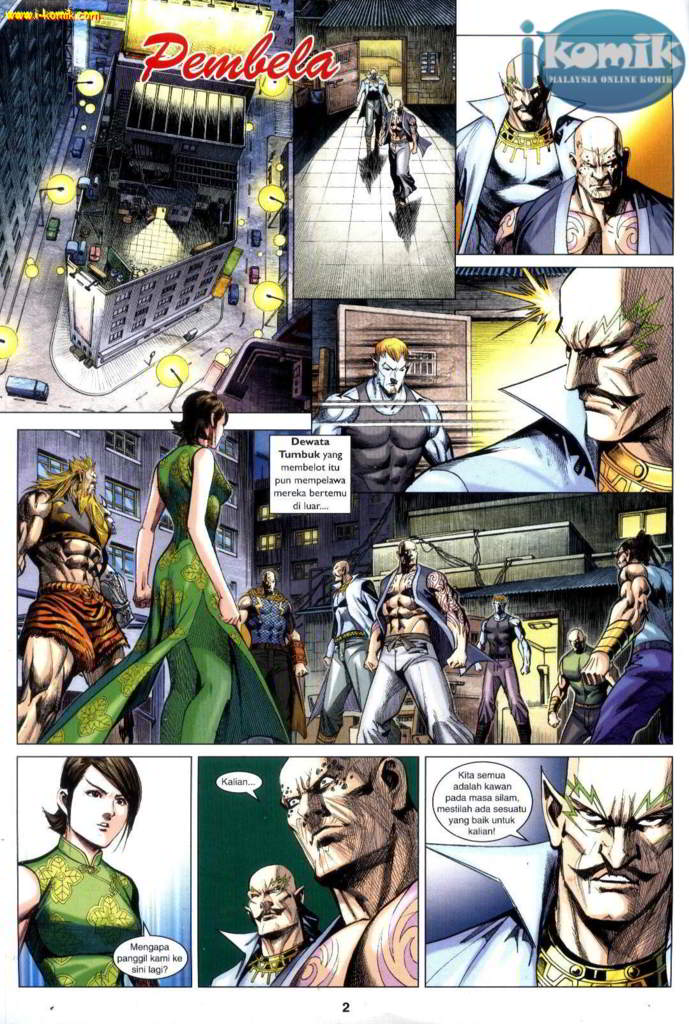 www.i-komik.com
Pembela
ikomik
MALAYSIA ONLINE KOMIK
Dewata
Tumbuk yang
membelot itu
pun mempelawa
mereka bertemu
di luar....
Mengapa
panggil kami ke
sini lagi?
Kalian...
Kita semua
adalah kawan
pada masa silam,
mestilah ada sesuatu
yang baik untuk
kalian!
2